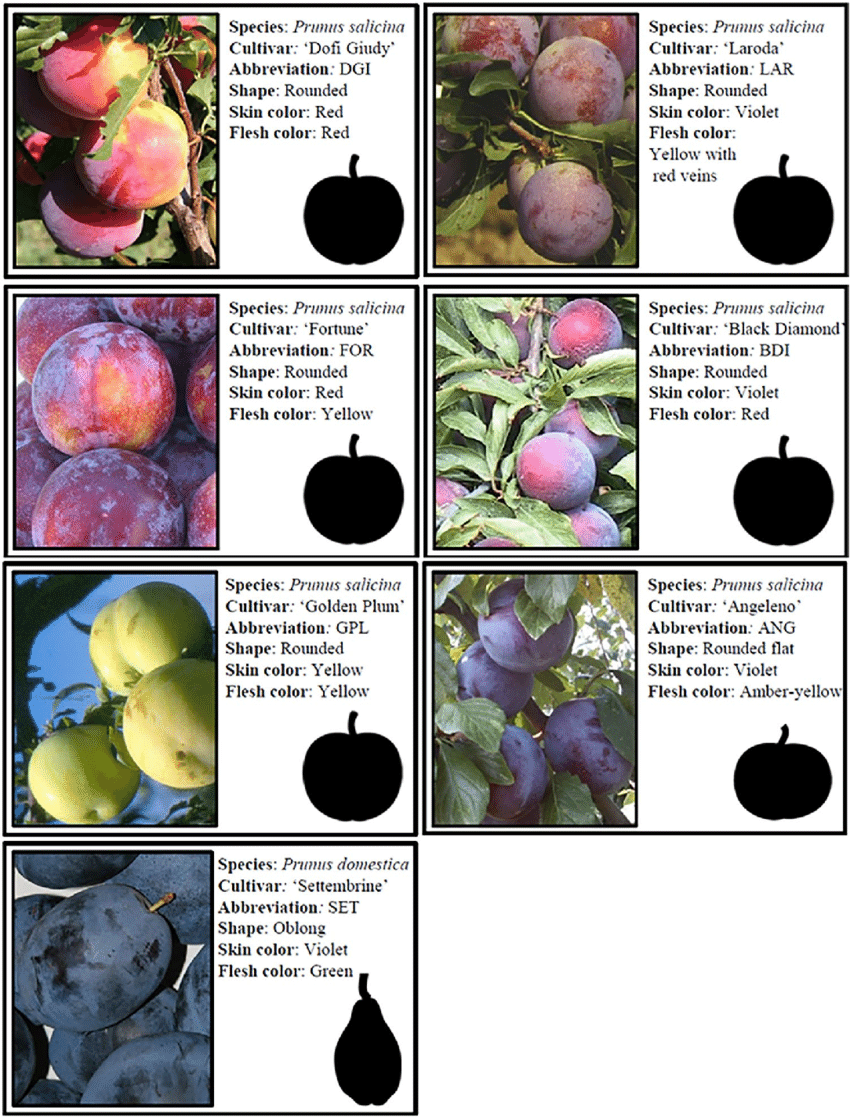 Species: Prunus salicina
Cultivar: ‘Dofi Giudy’
Abbreviation: DGI
Shape: Rounded
Skin color: Red
Flesh color: Red
Species: Prunus salicina
Cultivar: ‘Laroda’
Abbreviation: LAR
Shape: Rounded
Skin color: Violet
Flesh color:
Yellow with
red veins
Species: Prunus salicina
Cultivar: ‘Fortune’
Abbreviation: FOR
Shape: Rounded
Skin color: Red
Flesh color: Yellow
Species: Prunus salicina
Cultivar: ‘Black Diamond’
Abbreviation: BDI
Shape: Rounded
Skin color: Violet
Flesh color: Red
Species: Prunus salicina
Cultivar: ‘Golden Plum’
Abbreviation: GPL
Shape: Rounded
Skin color: Yellow
Flesh color: Yellow
Species: Prunus salicina
Cultivar: ‘Angeleno’
Abbreviation: ANG
Shape: Rounded flat
Skin color: Violet
Flesh color: Amber-yellow
Species: Prunus domestica
Cultivar: ‘Settembrine’
Abbreviation: SET
Shape: Oblong
Skin color: Violet
Flesh color: Green